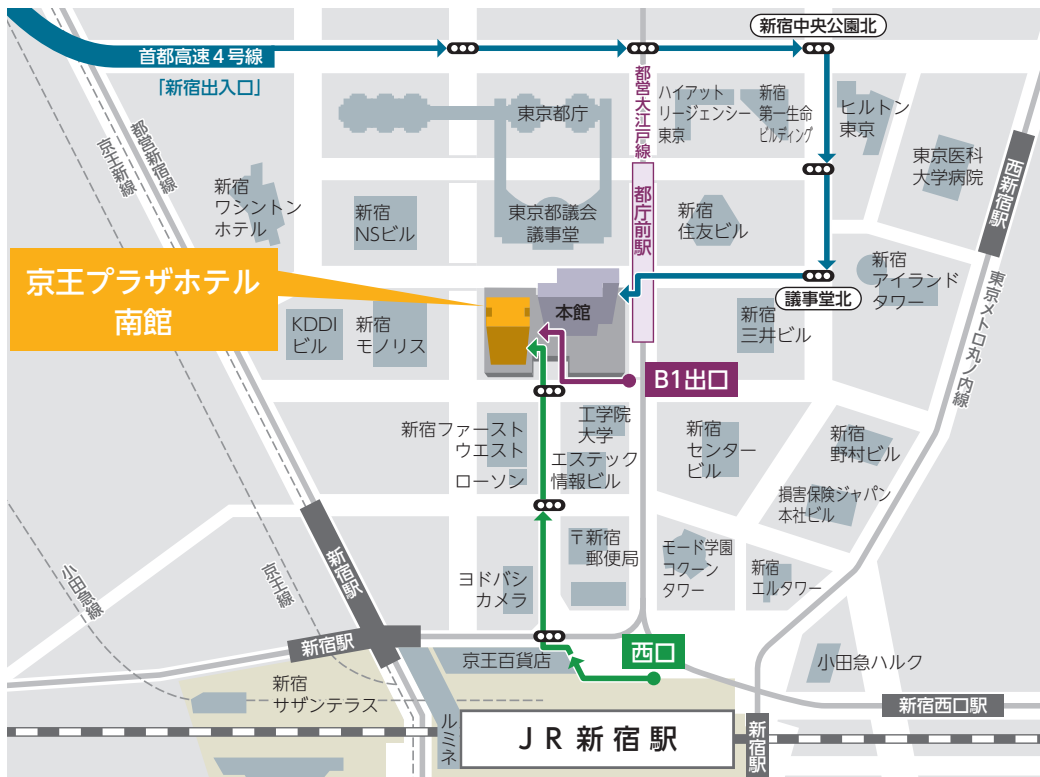 新宿中央公園北
首都高速4号線
「新宿出入口」
都営新宿線
京王新線
東京都庁
都営大江戸線
ハイアット
リージェンシー
東京
新宿
第一生命
ビルディング
ヒルトン
東京
東京医科
大学病院
西新宿駅
新宿
ワシントン
ホテル
新宿
NSビル
東京都議会
議事堂
都庁前駅
新宿
住友ビル
新宿
アイランド
タワー
議事堂北
東京メトロ丸ノ内線
京王プラザホテル
南館
本館
KDDI
ビル
新宿
モノリス
新宿
三井ビル
B1出口
新宿ファースト
ウエスト
ローソン
工学院
大学
エステック
情報ビル
新宿
センター
ビル
新宿
野村ビル
損害保険ジャパン
本社ビル
新宿駅
小田急線
京王線
ヨドバシ
カメラ
〒新宿
郵便局
モード学園
コクーン
タワー
新宿
エルタワー
新宿駅
京王百貨店
西口
小田急ハルク
新宿
サザンテラス
ルミネ
JR新宿駅
新宿駅
新宿西口駅